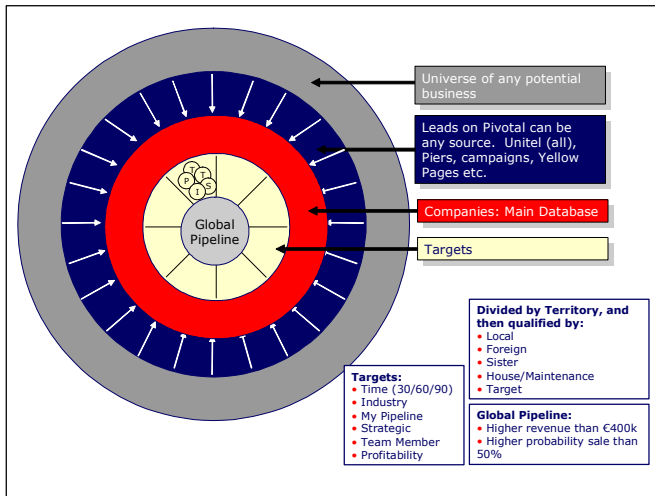 Universe of any potential
business
Leads on Pivotal can be
any source.  Unitel (all),
Piers, campaigns, Yellow
Pages etc.
T
T
P
S
I
Companies: Main Database
Global
Pipeline
Targets
Divided by Territory, and
then qualified by:
• Local
• Foreign
• Sister
• House/Maintenance
• Target
Targets:
• Time (30/60/90)
• Industry
• My Pipeline
• Strategic
• Team Member
• Profitability
Global Pipeline:
• Higher revenue than €400k
• Higher probability sale than
50%